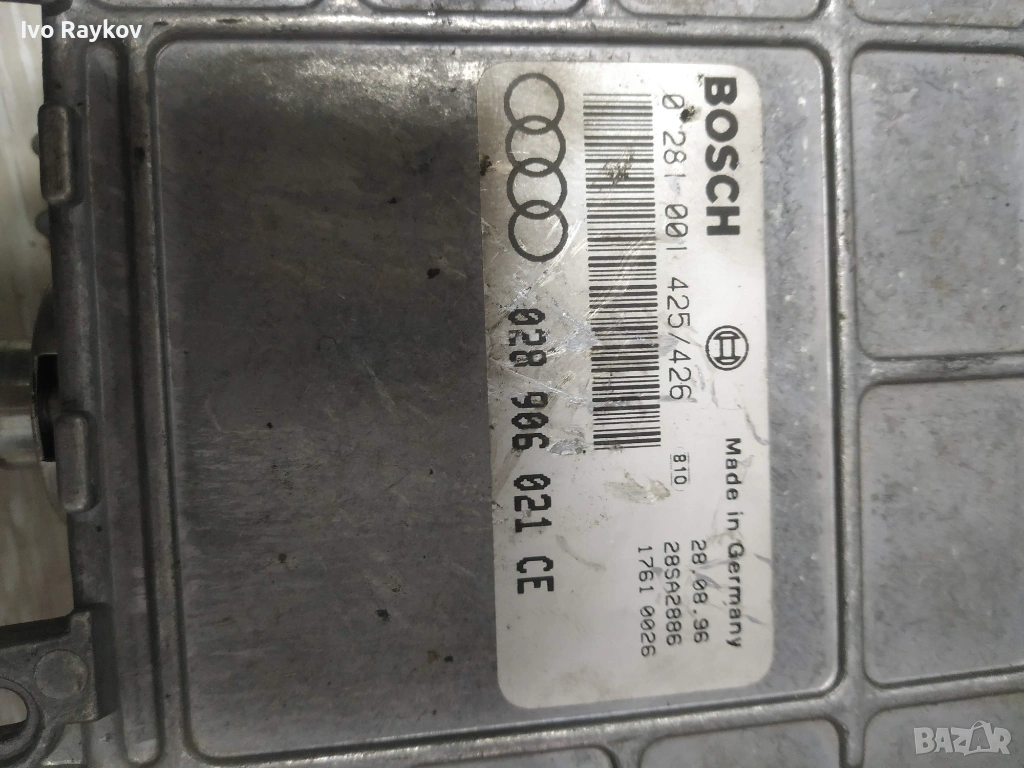 Ivo Raykov
BOSCH
Made in Germany
0 281 001 425/426
810
28.08.96
28SA2886
1761 0026
028 906 021 CE
BAZAR